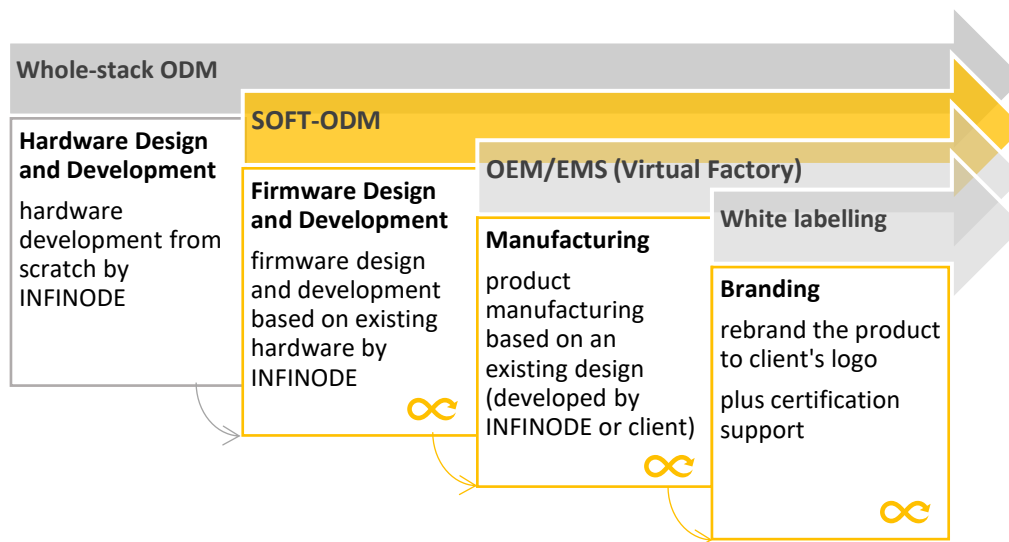 Whole-stack ODM
Hardware Design
and Development
hardware
development from
scratch by
INFINODE
SOFT-ODM
Firmware Design
and Development
firmware design
and development
based on existing
hardware by
INFINODE
OEM/EMS (Virtual Factory)
Manufacturing
product
manufacturing
based on an
existing design
(developed by
INFINODE or client)
White labelling
Branding
rebrand the product
to client's logo
plus certification
support